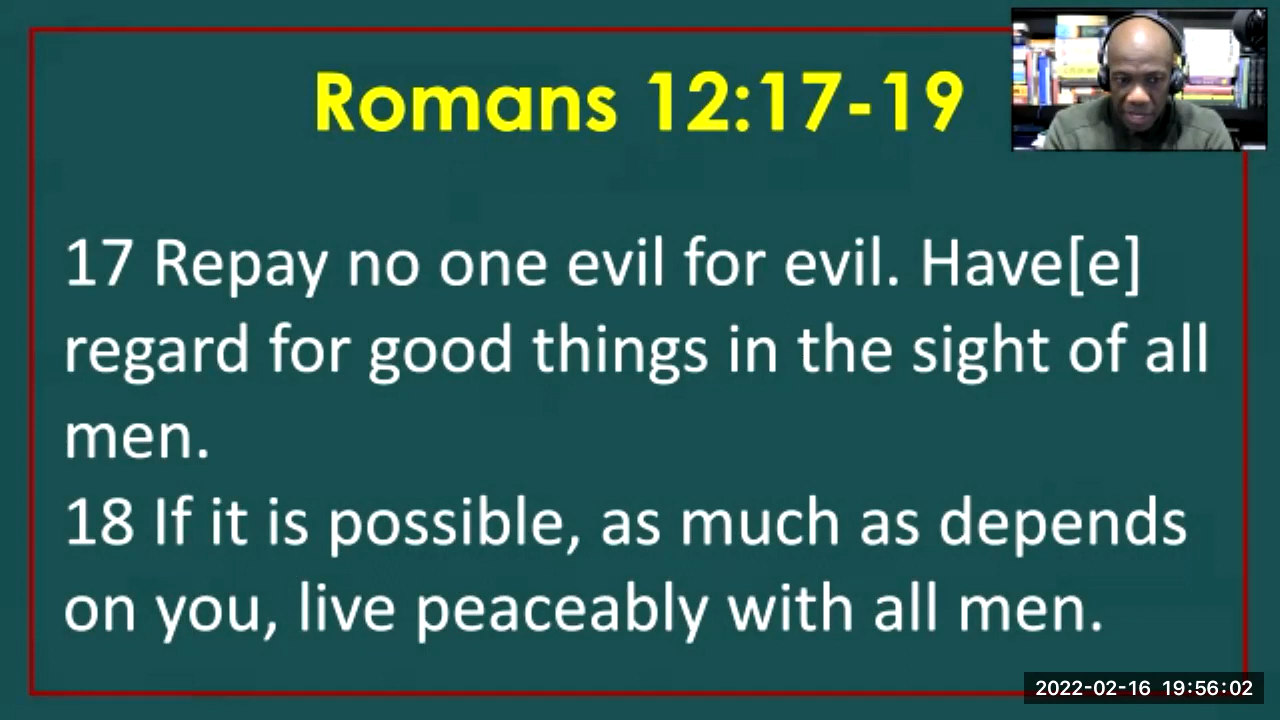 Romans 12:17-19
17 Repay no one evil for evil. Have[e]
regard for good things in the sight of all
men.
18 If it is possible, as much as depends
on you, live peaceably with all men.
2022-02-16 19:56:02